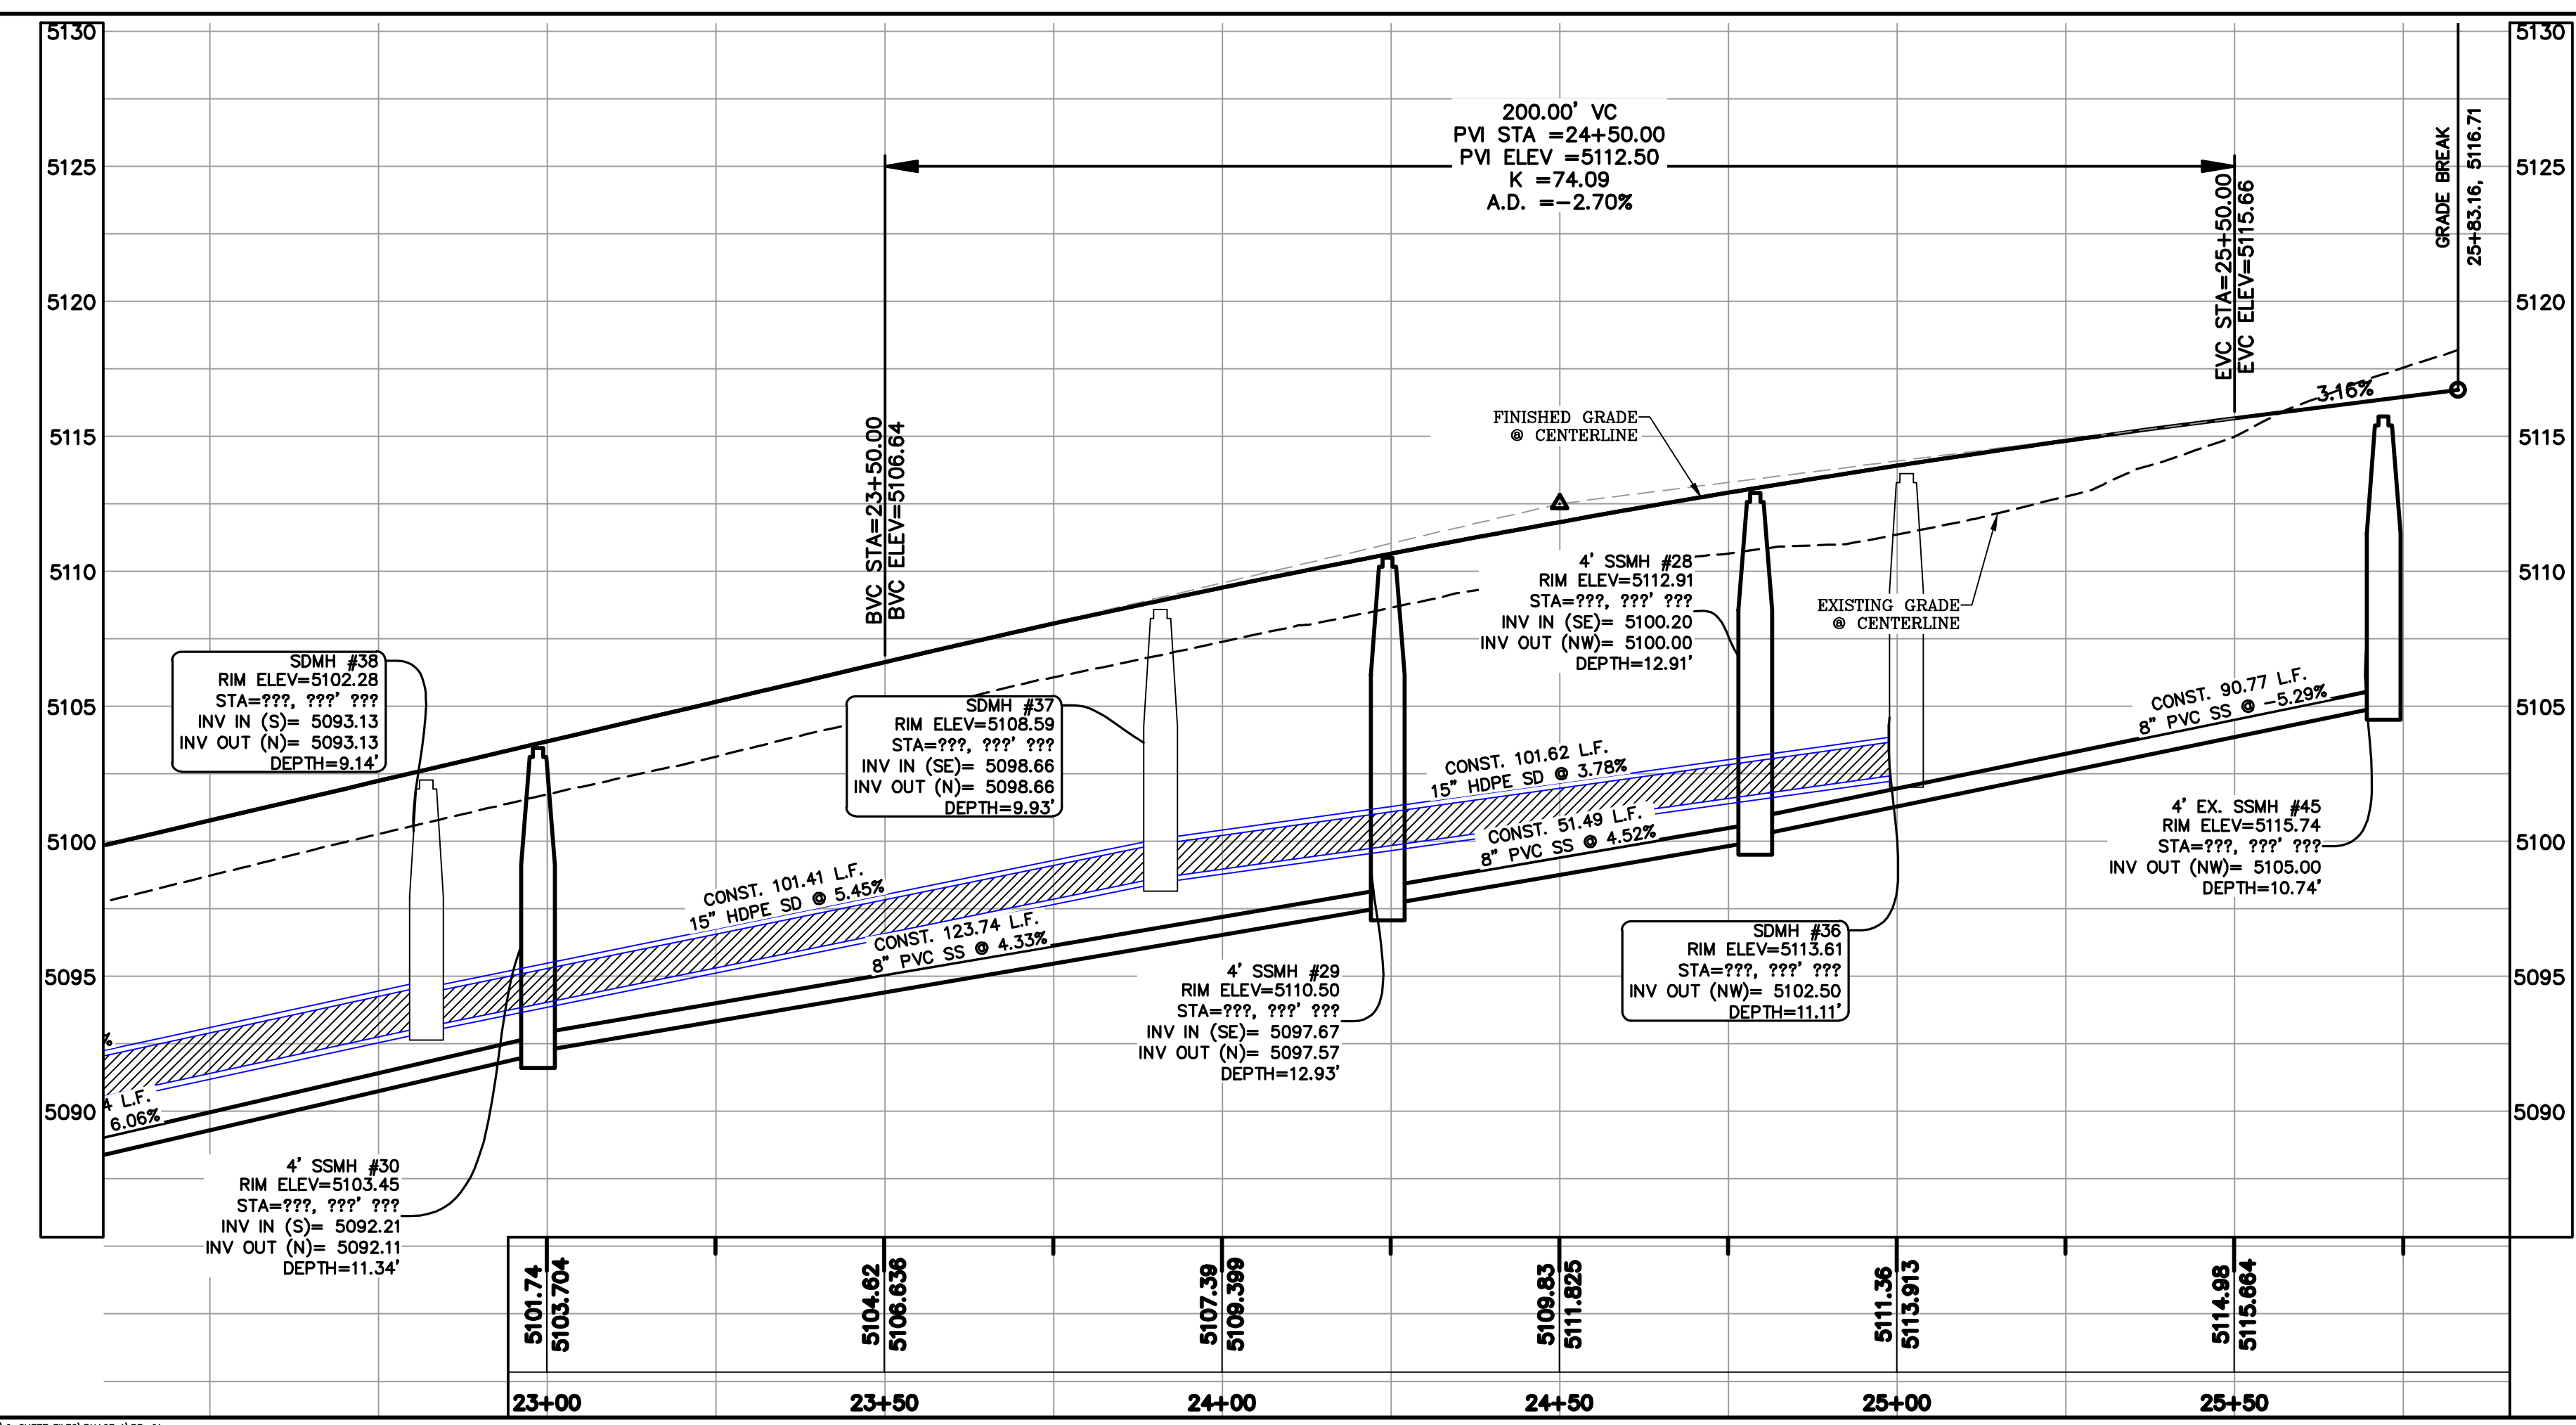 5130
5125
5120
5115
5110
5105
5100
5095
5090
5130
5125
5120
5115
5110
5105
5100
5095
5090
200.00' VC
PVI STA =24+50.00
PVI ELEV =5112.50
K =74.09
A.D. =-2.70%
BVC STA=23+50.00
BVC ELEV=5106.64
EVC STA=25+50.00
EVC ELEV=5115.66
GRADE BREAK
25+83.16, 5116.71
3.16%
FINISHED GRADE
@ CENTERLINE
EXISTING GRADE
@ CENTERLINE
SDMH #38
RIM ELEV=5102.28
STA=???, ???' ???
INV IN (S)= 5093.13
INV OUT (N)= 5093.13
DEPTH=9.14'
SDMH #37
RIM ELEV=5108.59
STA=???, ???' ???
INV IN (SE)= 5098.66
INV OUT (N)= 5098.66
DEPTH=9.93'
4' SSMH #28
RIM ELEV=5112.91
STA=???, ???' ???
INV IN (SE)= 5100.20
INV OUT (NW)= 5100.00
DEPTH=12.91'
CONST. 90.77 L.F.
8" PVC SS @ -5.29%
CONST. 101.62 L.F.
15" HDPE SD @ 3.78%
CONST. 51.49 L.F.
8" PVC SS @ 4.52%
CONST. 101.41 L.F.
15" HDPE SD @ 5.45%
CONST. 123.74 L.F.
8" PVC SS @ 4.33%
4' EX. SSMH #45
RIM ELEV=5115.74
STA=???, ???' ???
INV OUT (NW)= 5105.00
DEPTH=10.74'
SDMH #36
RIM ELEV=5113.61
STA=???, ???' ???
INV OUT (NW)= 5102.50
DEPTH=11.11'
4' SSMH #29
RIM ELEV=5110.50
STA=???, ???' ???
INV IN (SE)= 5097.67
INV OUT (N)= 5097.57
DEPTH=12.93'
%
4 L.F.
6.06%
4' SSMH #30
RIM ELEV=5103.45
STA=???, ???' ???
INV IN (S)= 5092.21
INV OUT (N)= 5092.11
DEPTH=11.34'
5101.74
5103.704
5104.62
5106.636
5107.39
5109.399
5109.83
5111.825
5111.36
5113.913
5114.98
5115.664
23+00
23+50
24+00
24+50
25+00
25+50